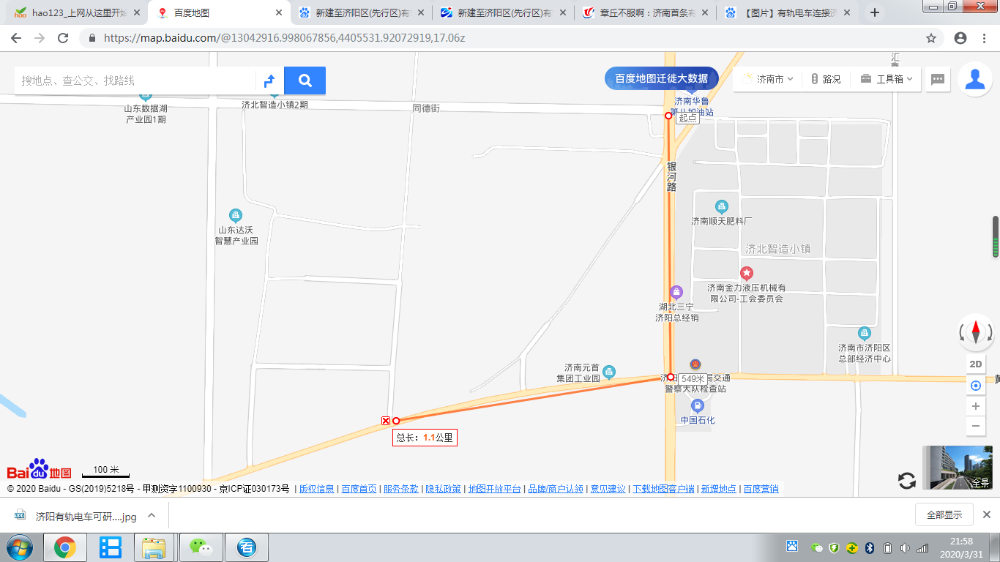 hao123_上网从这里开始
百度地图
新建至济阳区(先行区)有
新建至济阳区(先行区)有
章丘不服啊：济南首条有
【图片】有轨电车连接济
https://map.baidu.com/@13042916.998067856,4405531.92072919,17.06z
搜地点、查公交、找路线
百度地图迁徙大数据
济南市
路况
工具箱
山东数据湖
产业园1期
济北智造小镇2期
同德街
济南华鲁
第八加油站
起点
银河路
山东达沃
智慧产业园
济南顺天肥料厂
济北智造小镇
济南金力液压机械有
限公司-工会委员会
湖北三宁
济阳总经销
济南市济阳区
总部经济中心
济南元首
集团工业园
549米
交通
警察大队检查站
中国石化
总长：1.1公里
2D
100 米
Bai du 地图
全景
© 2020 Baidu - GS(2019)5218号 - 甲测资字1100930 - 京ICP证030173号 | 版权信息 | 百度首页 | 服务条款 | 隐私政策 | 地图开放平台 | 品牌/商户认领 | 意见建议 | 下载地图客户端 | 新增地点 | 百度营销
济阳有轨电车可研....jpg
全部显示
看
21:58
2020/3/31